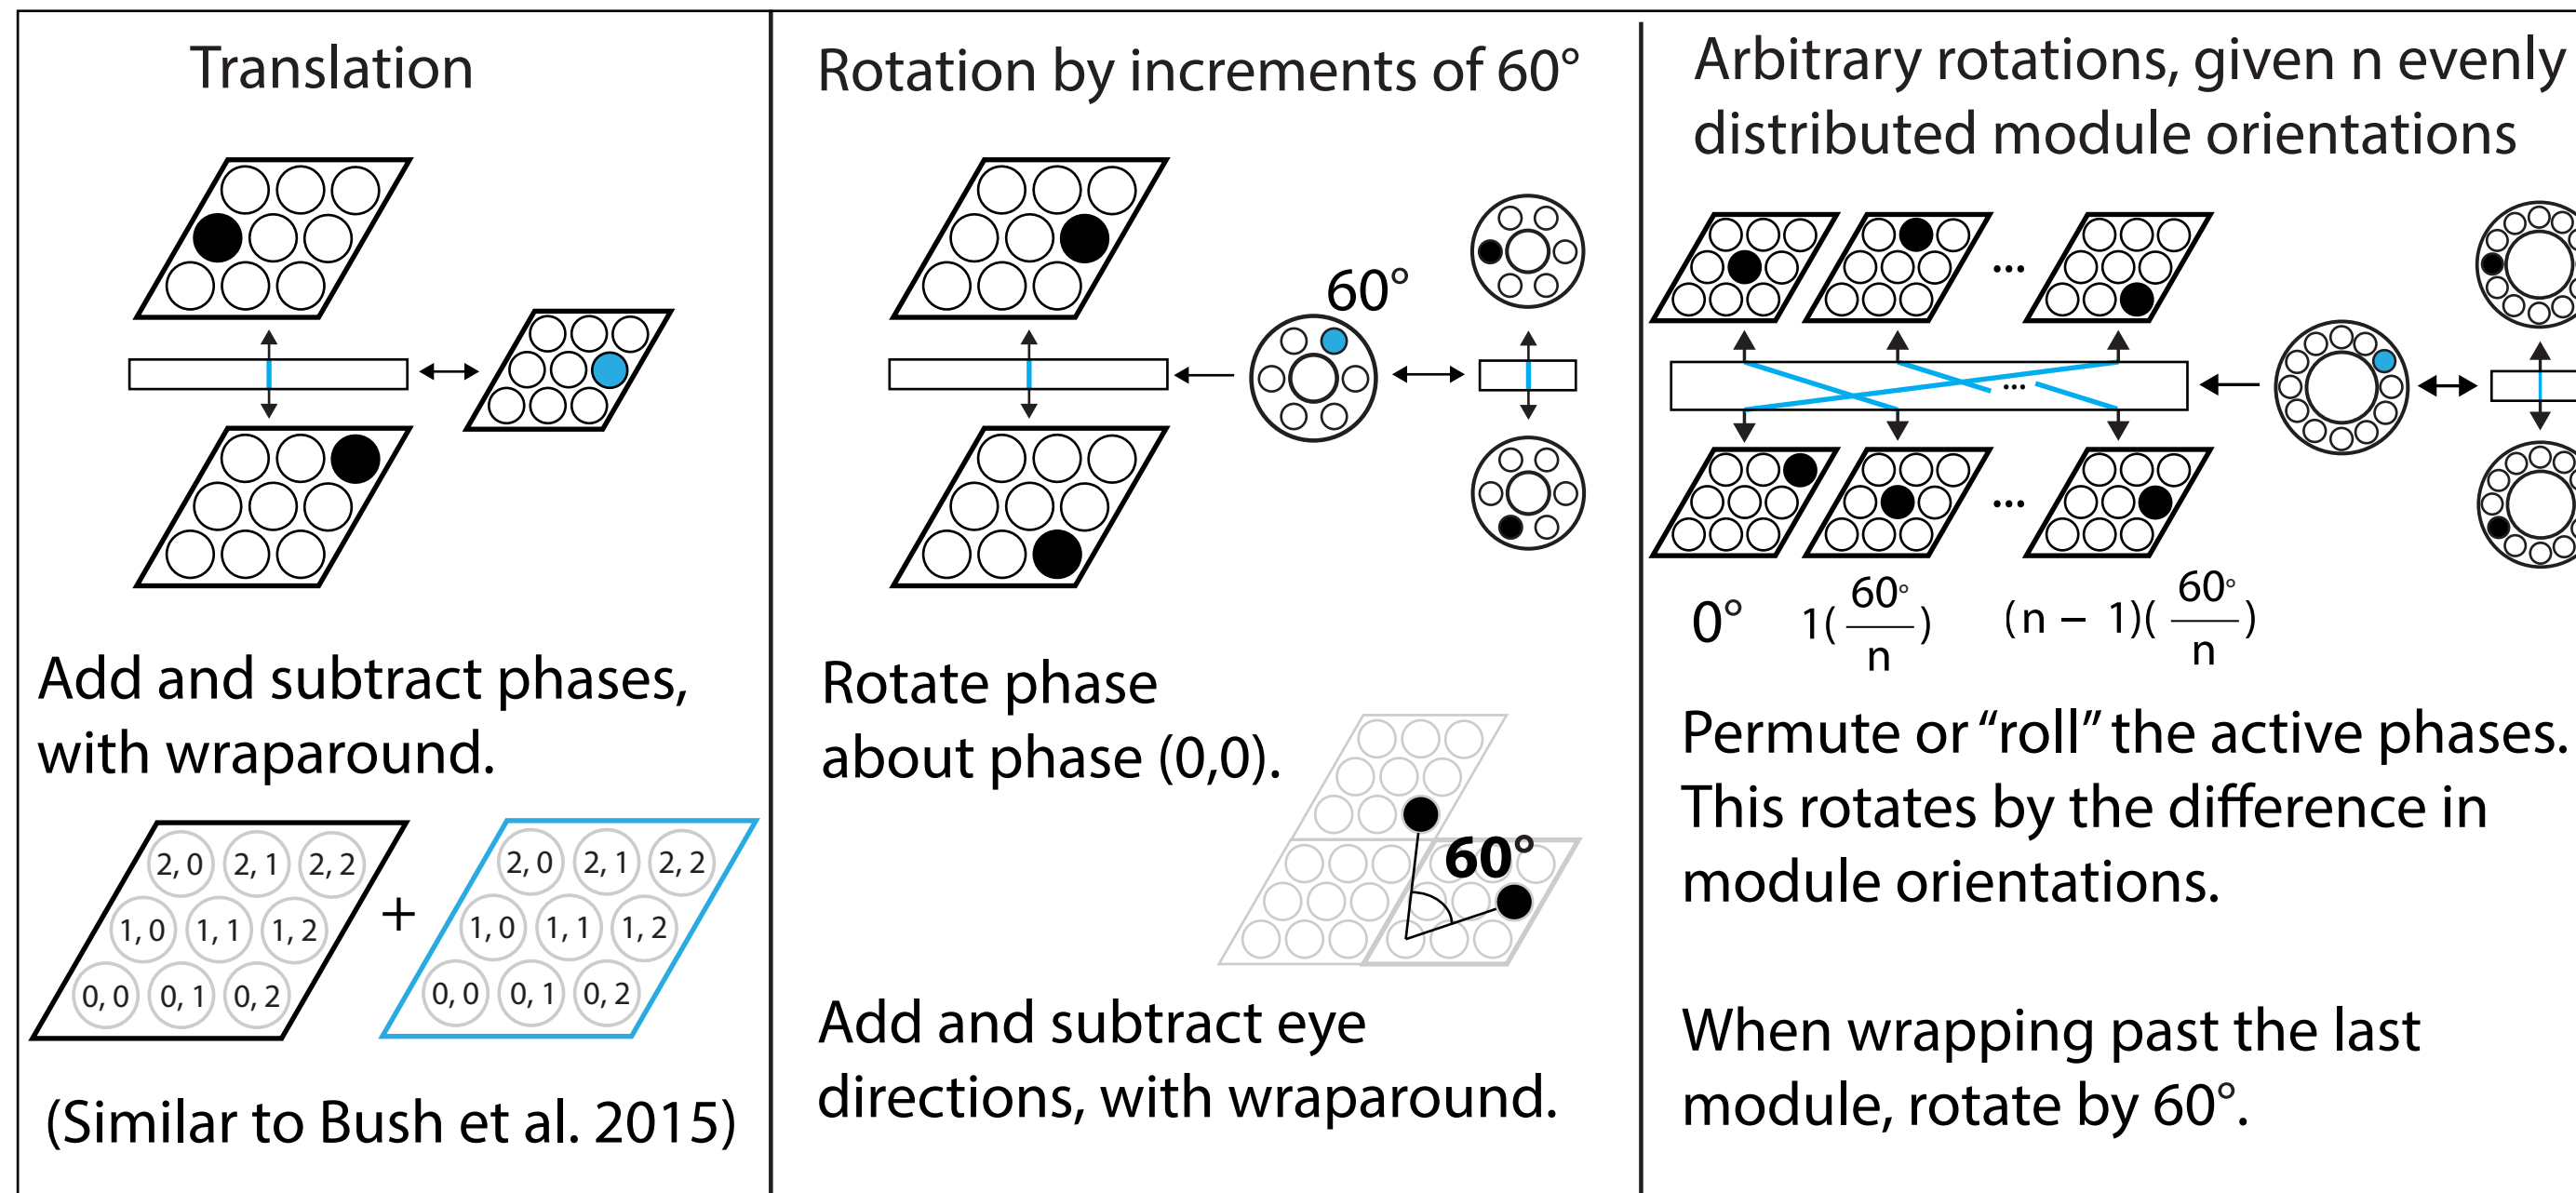 Translation
Add and subtract phases,
with wraparound.
2, 0 2, 1 2, 2
1, 0 1, 1 1, 2
0, 0 0, 1 0, 2
+
2, 0 2, 1 2, 2
1, 0 1, 1 1, 2
0, 0 0, 1 0, 2
(Similar to Bush et al. 2015)
Rotation by increments of 60°
60°
Rotate phase
about phase (0,0).
60°
Add and subtract eye
directions, with wraparound.
Arbitrary rotations, given n evenly
distributed module orientations
...
...
...
0° 1(60°/n) (n – 1)(60°/n)
Permute or “roll” the active phases.
This rotates by the difference in
module orientations.
When wrapping past the last
module, rotate by 60°.